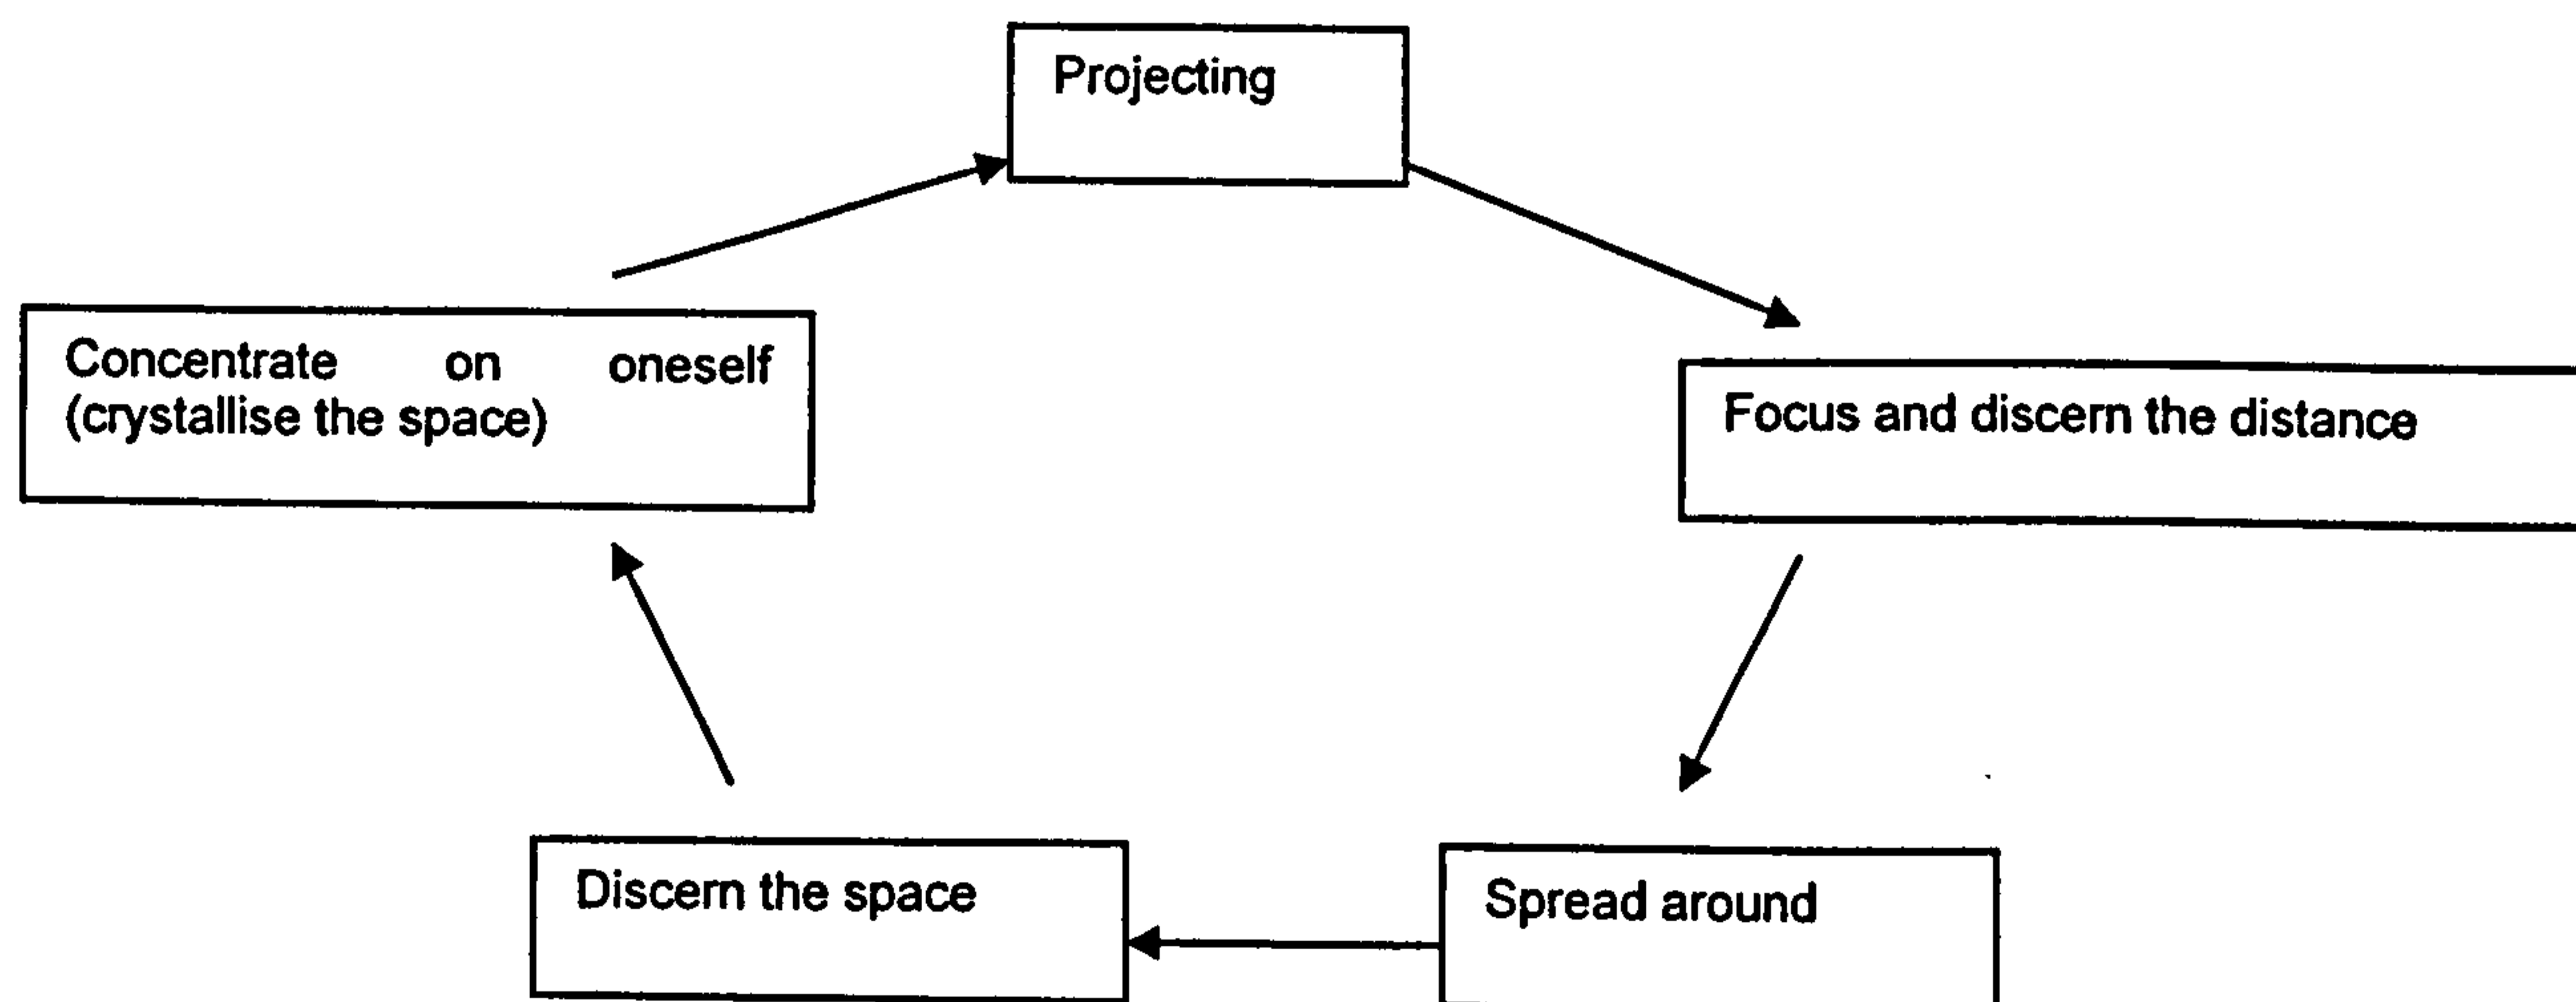 Projecting
Concentrate on oneself
(crystallise the space)
Focus and discern the distance
Discern the space
Spread around